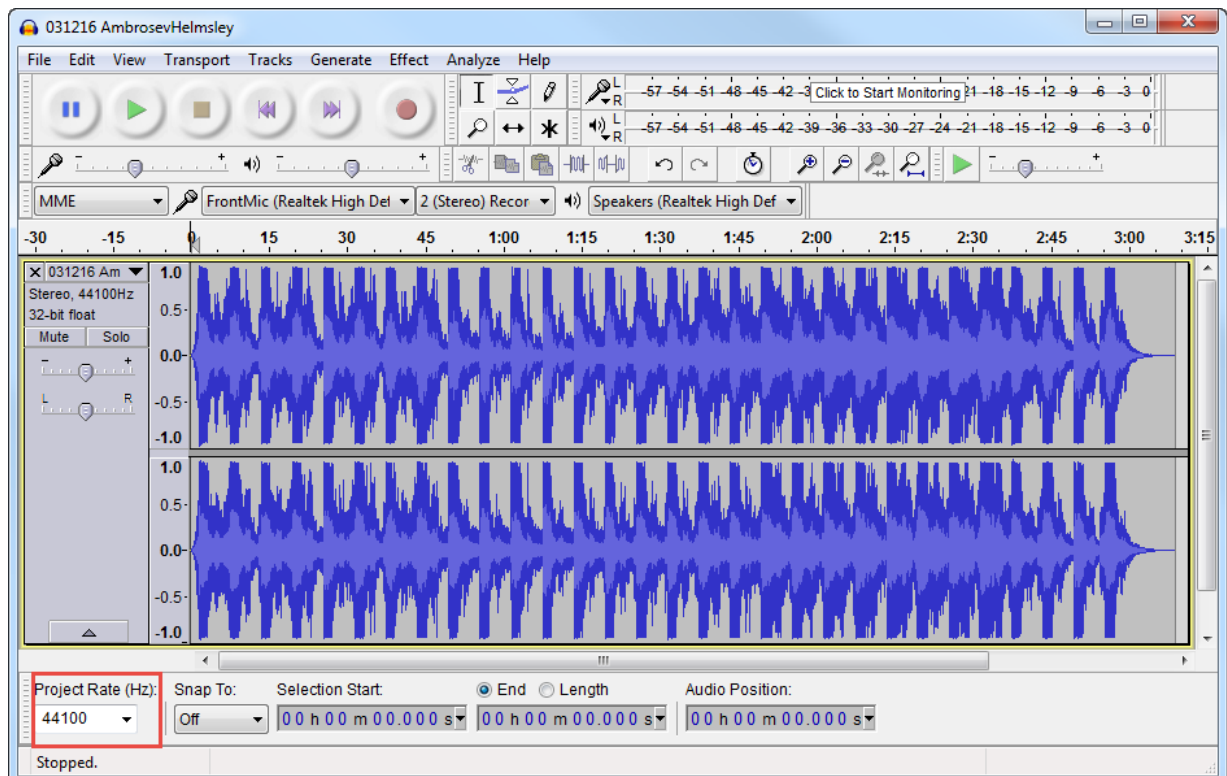 031216 AmbrosevHelmsley
File Edit View Transport Tracks Generate Effect Analyze Help
L
R
-57 -54 -51 -48 -45 -42 -3 Click to Start Monitoring 21 -18 -15 -12 -9 -6 -3 0
L
R
-57 -54 -51 -48 -45 -42 -39 -36 -33 -30 -27 -24 -21 -18 -15 -12 -9 -6 -3 0
- + - + - +
MME FrontMic (Realtek High Def 2 (Stereo) Recor Speakers (Realtek High Def
-30 -15 0 15 30 45 1:00 1:15 1:30 1:45 2:00 2:15 2:30 2:45 3:00 3:15
X 031216 Am
Stereo, 44100Hz
32-bit float
Mute Solo
- +
L R
1.0
0.5-
0.0-
-0.5-
-1.0
1.0
0.5-
0.0-
-0.5-
-1.0
Project Rate (Hz): Snap To: Selection Start: End Length Audio Position:
44100 Off 00 h 00 m 00.000 s 00 h 00 m 00.000 s 00 h 00 m 00.000 s
Stopped.